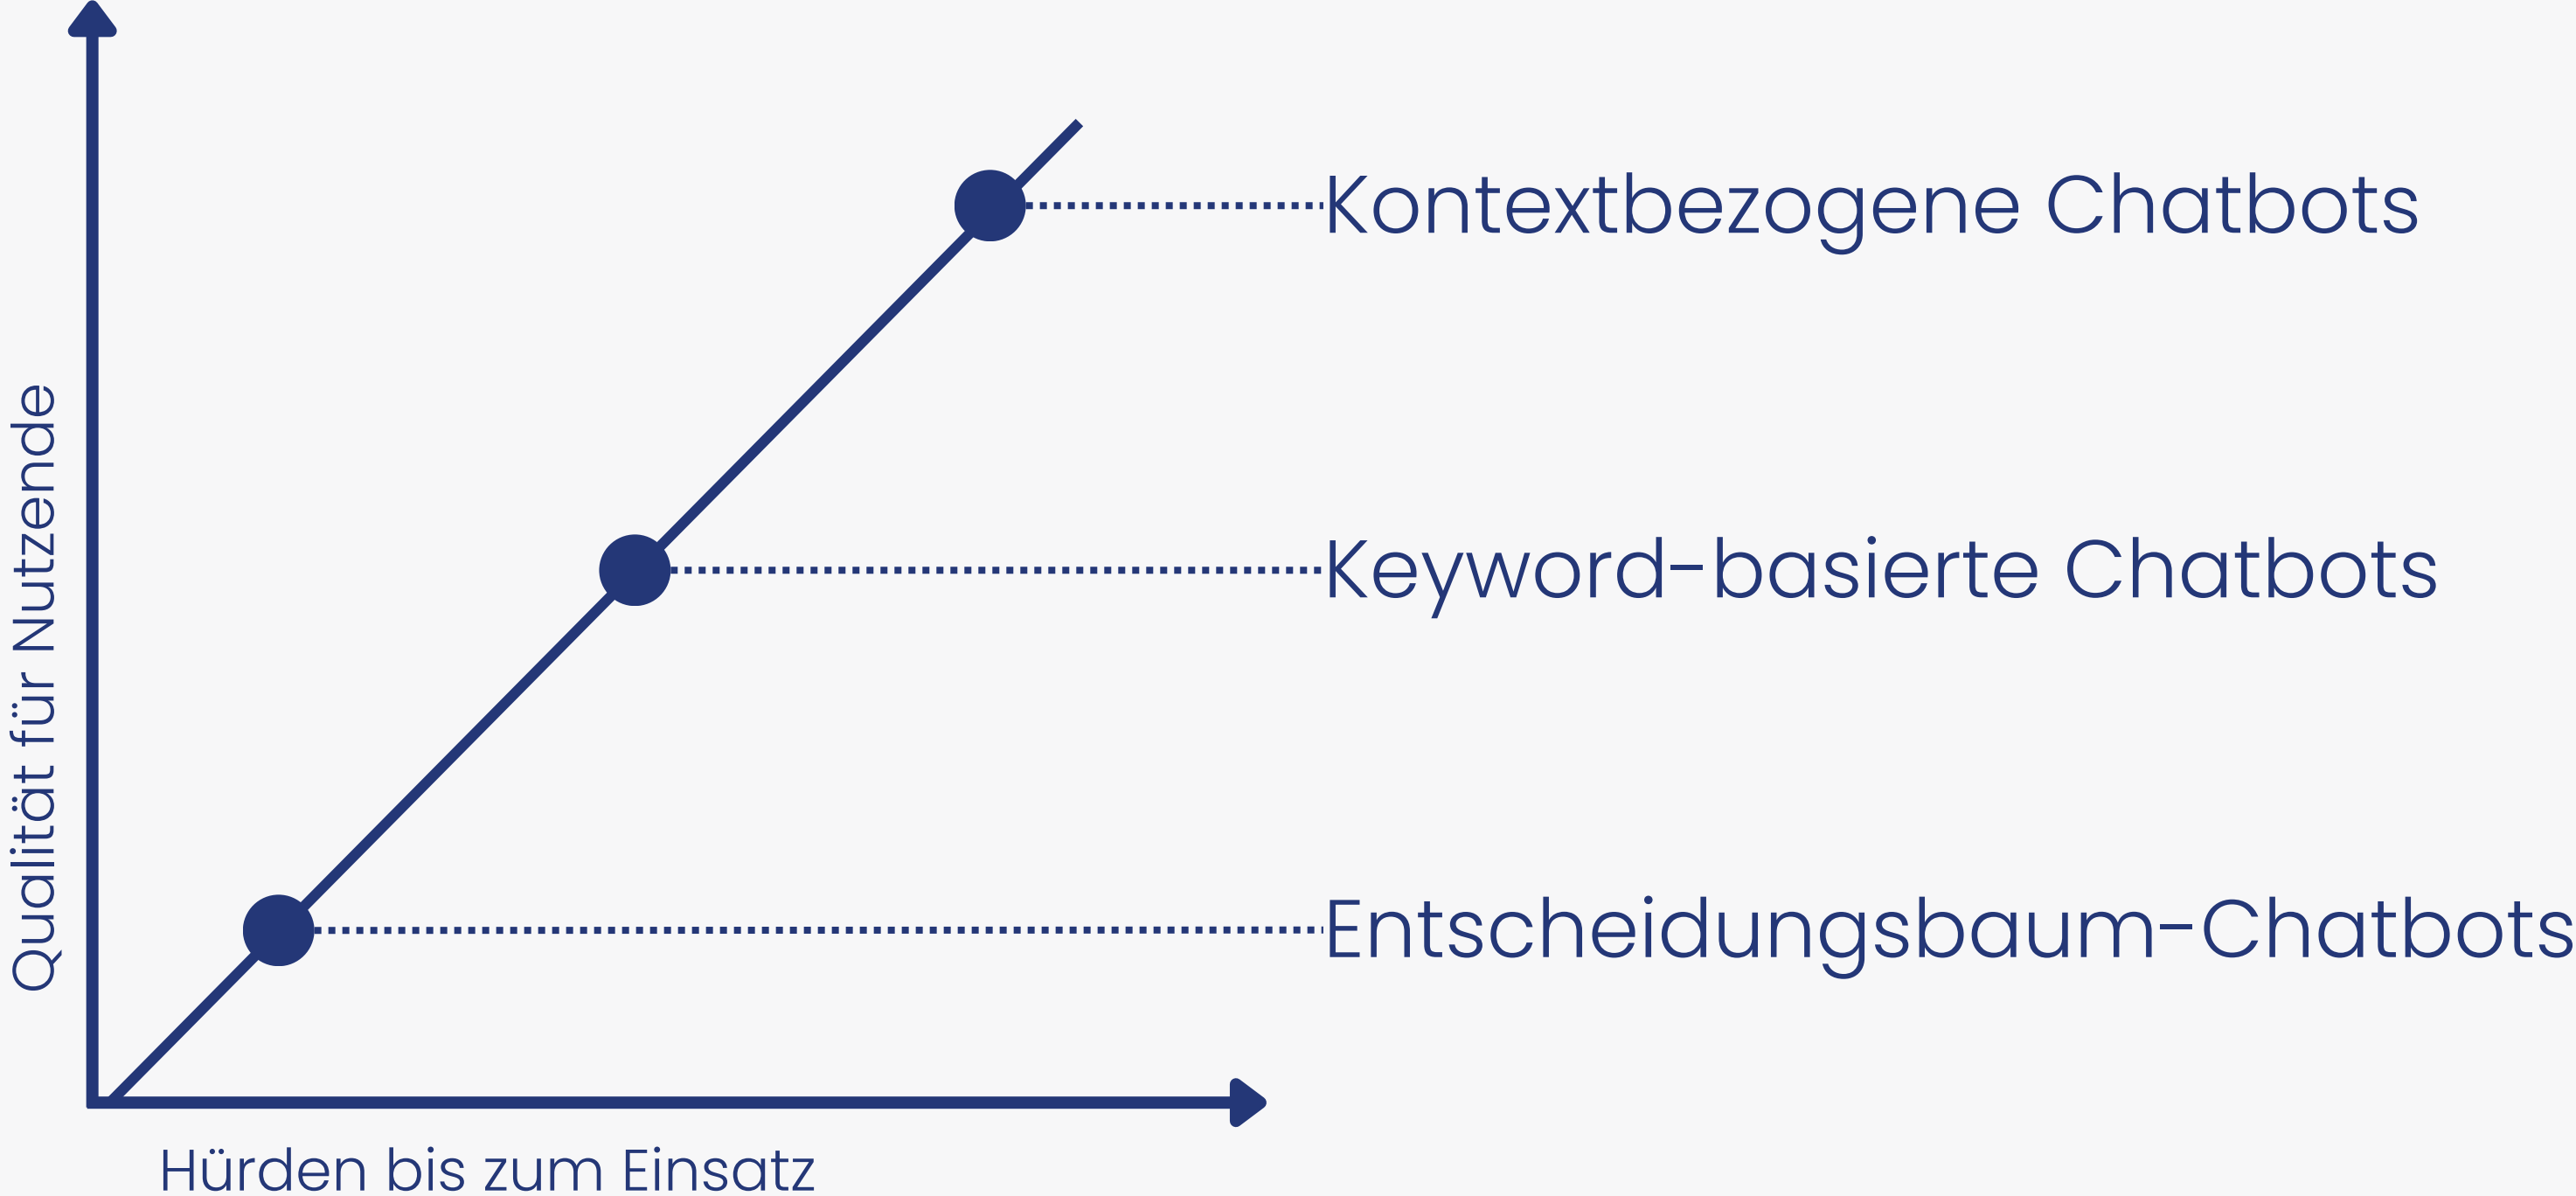 Kontextbezogene Chatbots
Keyword-basierte Chatbots
Entscheidungsbaum-Chatbots
Qualität für Nutzende
Hürden bis zum Einsatz